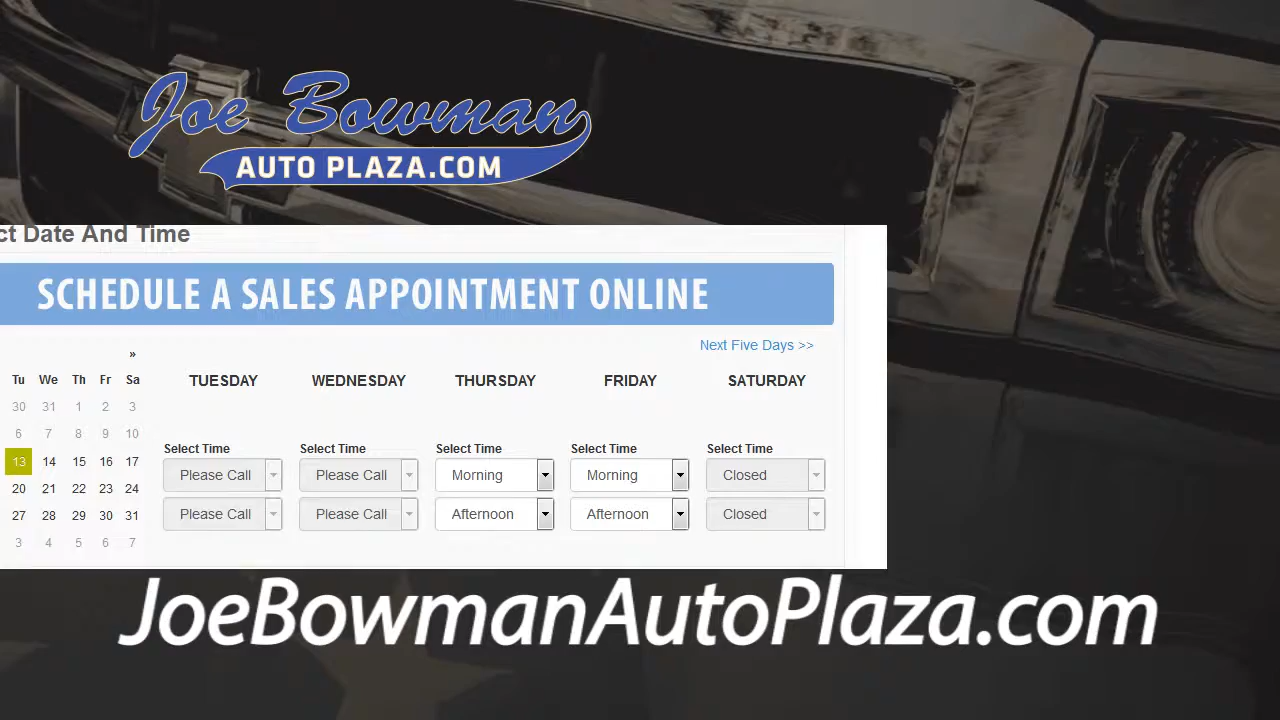 Joe Bowman
AUTO PLAZA.COM
ct Date And Time
SCHEDULE A SALES APPOINTMENT ONLINE
Next Five Days >>
»
Tu We Th Fr Sa
30 31 1 2 3
6 7 8 9 10
13 14 15 16 17
20 21 22 23 24
27 28 29 30 31
3 4 5 6 7
TUESDAY WEDNESDAY THURSDAY FRIDAY SATURDAY
Select Time Select Time Select Time Select Time Select Time
Please Call Please Call Morning Morning Closed
Please Call Please Call Afternoon Afternoon Closed
JoeBowmanAutoPlaza.com